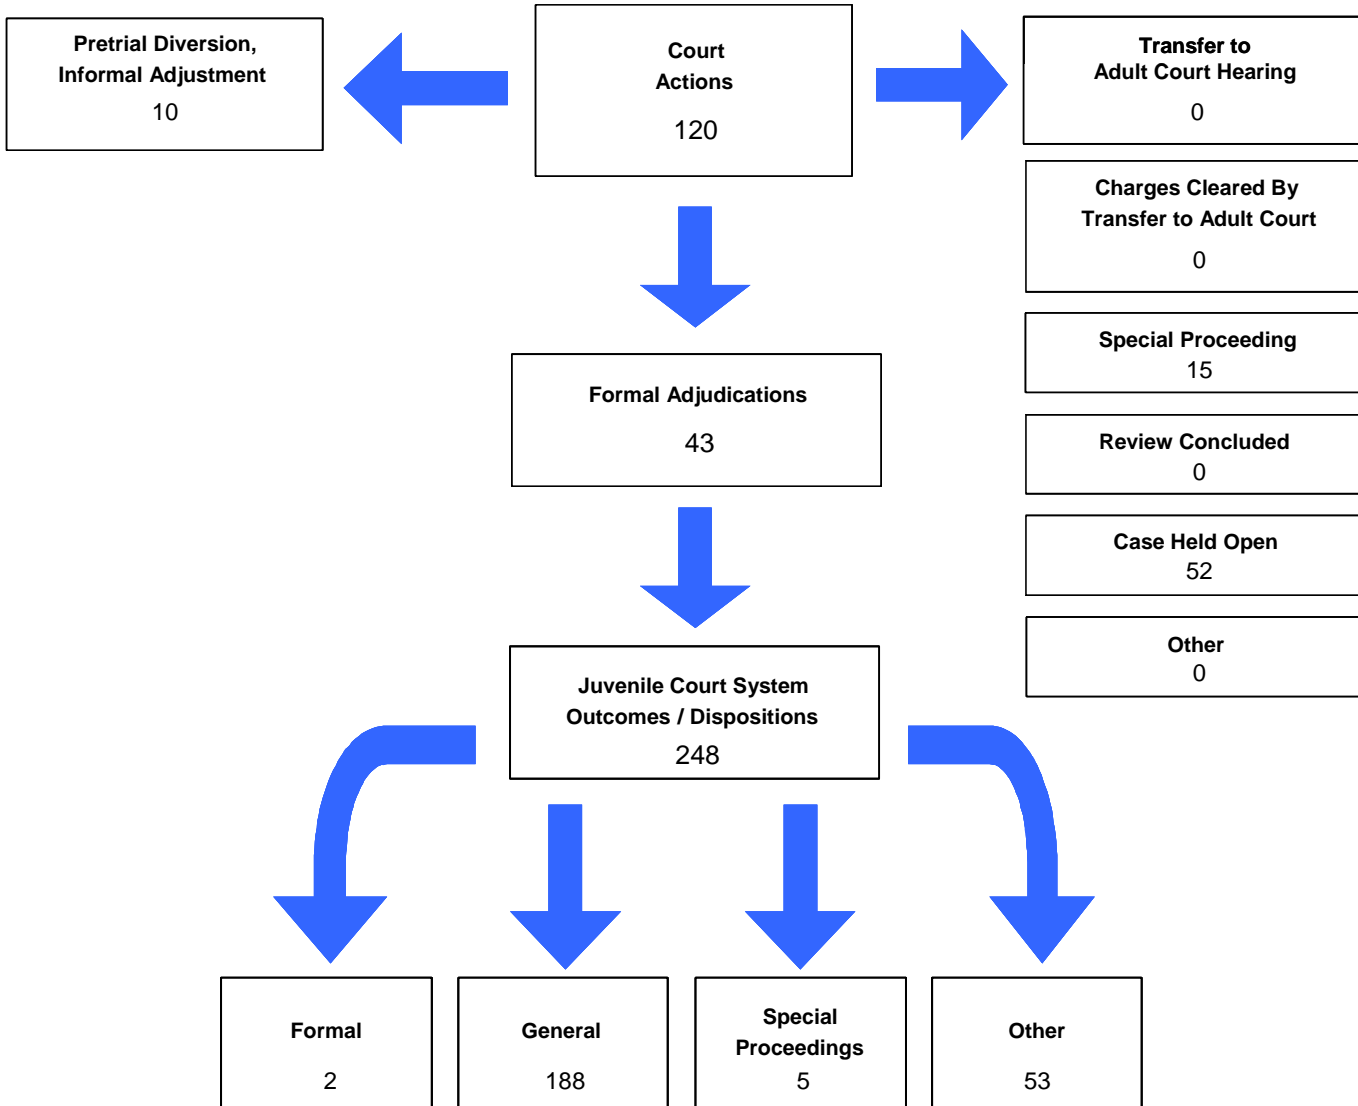 Pretrial Diversion,
Informal Adjustment
10
Court
Actions
120
Transfer to
Adult Court Hearing
0
Charges Cleared By
Transfer to Adult Court
0
Special Proceeding
15
Review Concluded
0
Case Held Open
52
Other
0
Formal Adjudications
43
Juvenile Court System
Outcomes / Dispositions
248
Formal
2
General
188
Special
Proceedings
5
Other
53